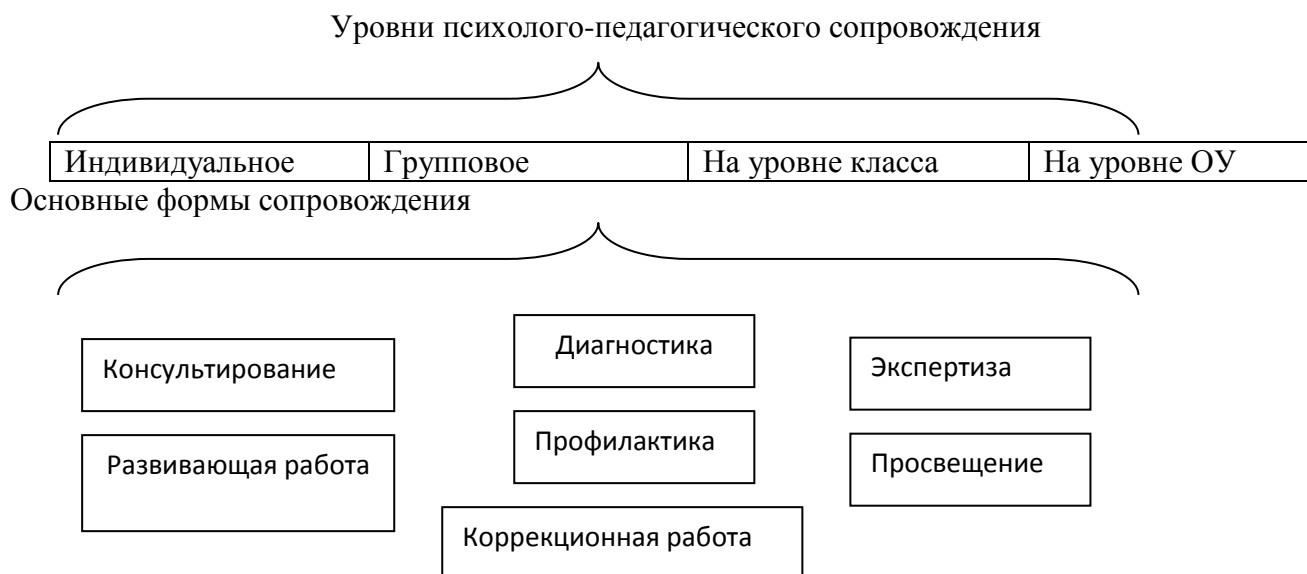 Уровни психолого-педагогического сопровождения
Индивидуальное Групповое На уровне класса На уровне ОУ
Основные формы сопровождения
Консультирование
Диагностика
Экспертиза
Развивающая работа
Профилактика
Просвещение
Коррекционная работа